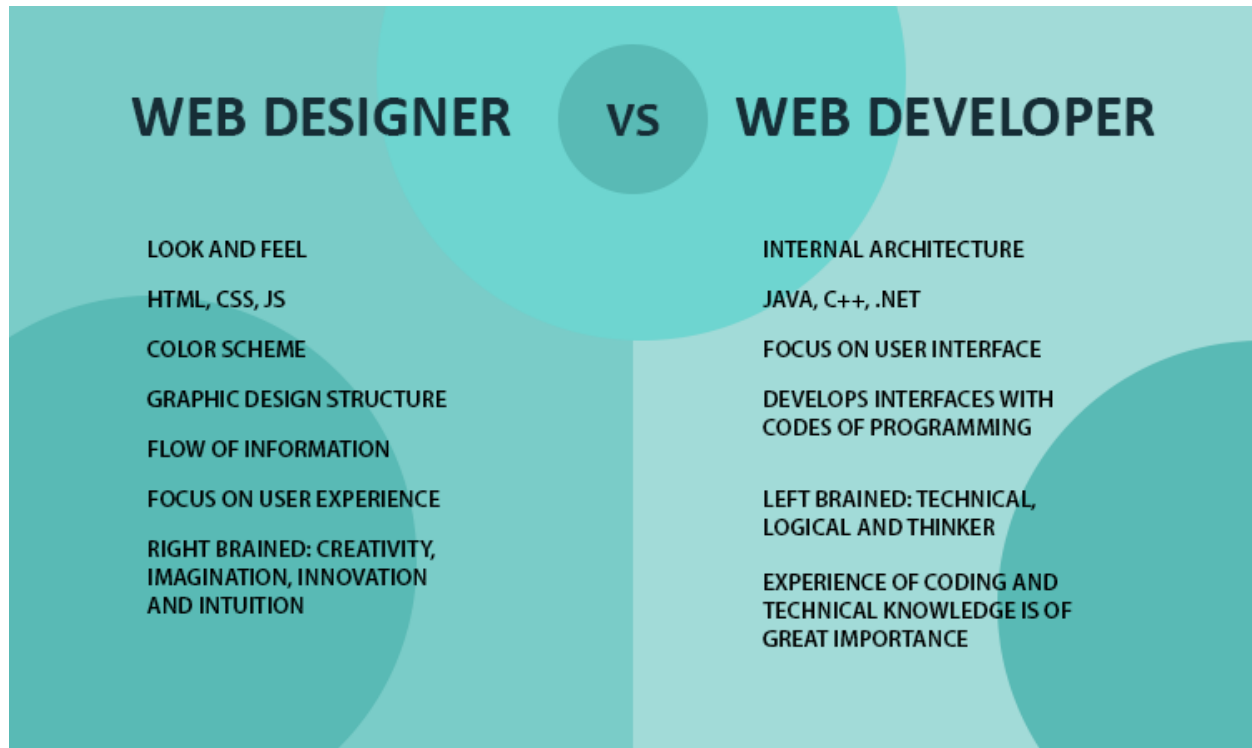 WEB DESIGNER
VS
WEB DEVELOPER
LOOK AND FEEL
HTML, CSS, JS
COLOR SCHEME
GRAPHIC DESIGN STRUCTURE
FLOW OF INFORMATION
FOCUS ON USER EXPERIENCE
RIGHT BRAINED: CREATIVITY,
IMAGINATION, INNOVATION
AND INTUITION
INTERNAL ARCHITECTURE
JAVA, C++, .NET
FOCUS ON USER INTERFACE
DEVELOPS INTERFACES WITH
CODES OF PROGRAMMING
LEFT BRAINED: TECHNICAL,
LOGICAL AND THINKER
EXPERIENCE OF CODING AND
TECHNICAL KNOWLEDGE IS OF
GREAT IMPORTANCE